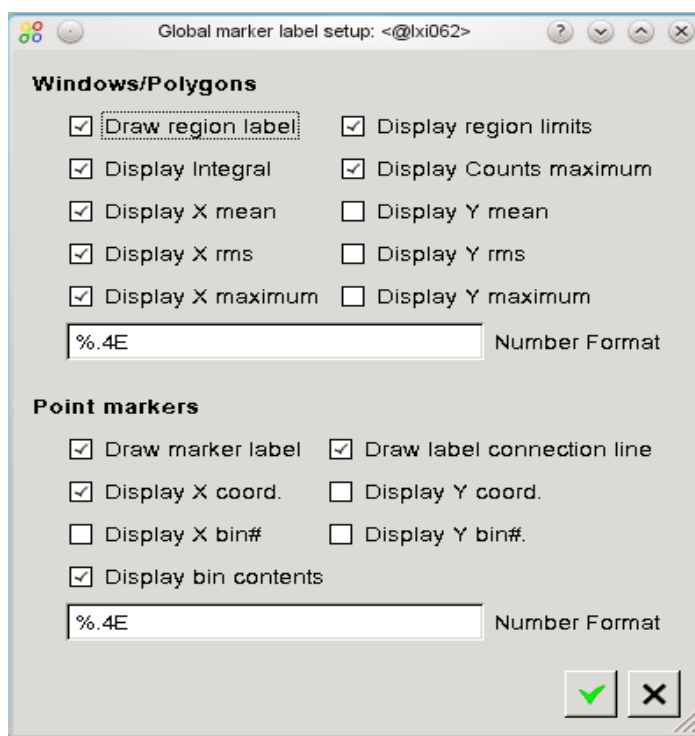 Global marker label setup: <@lxi062>
Windows/Polygons
Draw region label Display region limits
Display Integral Display Counts maximum
Display X mean Display Y mean
Display X rms Display Y rms
Display X maximum Display Y maximum
%.4E Number Format
Point markers
Draw marker label Draw label connection line
Display X coord. Display Y coord.
Display X bin# Display Y bin#.
Display bin contents
%.4E Number Format